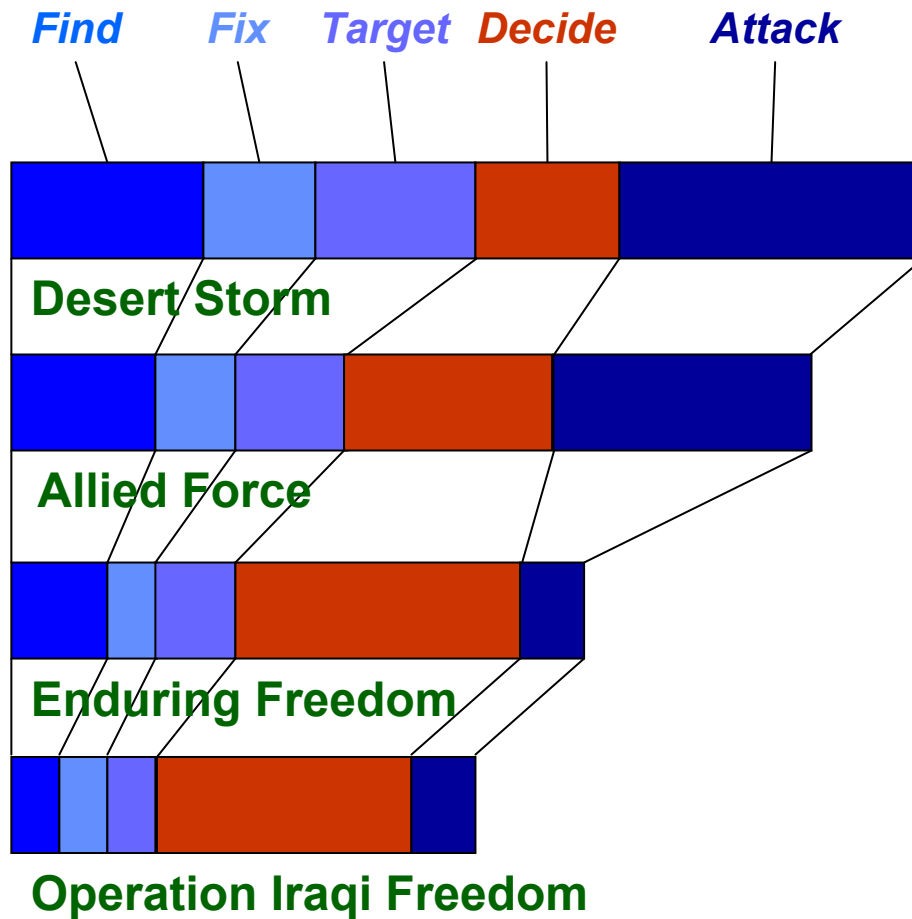 Find Fix Target Decide Attack
Desert Storm
Allied Force
Enduring Freedom
Operation Iraqi Freedom